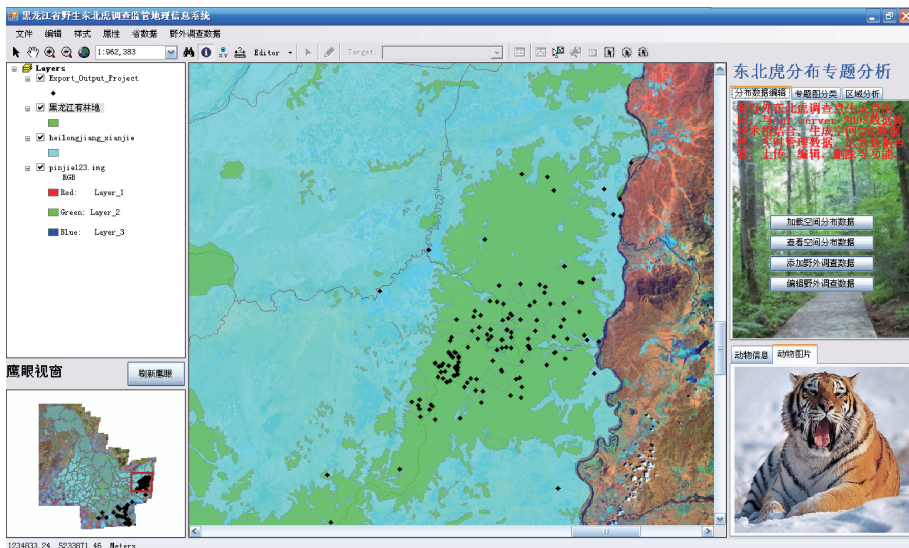 黑龙江省野生东北虎调查监管地理信息系统
文件 编辑 样式 属性 省数据 野外调查数据
1:962,383 Editor Target:
Layers
Export_Output_Project
黑龙江有林地
heilongjiang_xianjie
pinjie123.img
RGB
Red: Layer_1
Green: Layer_2
Blue: Layer_3
鹰眼视窗 刷新鹰眼
1234833.24 5233871.46 Meters
东北虎分布专题分析
分布数据编辑 专题图分类 区域分析
加载空间分布数据
查看空间分布数据
添加野外调查数据
编辑野外调查数据
动物信息 动物图片